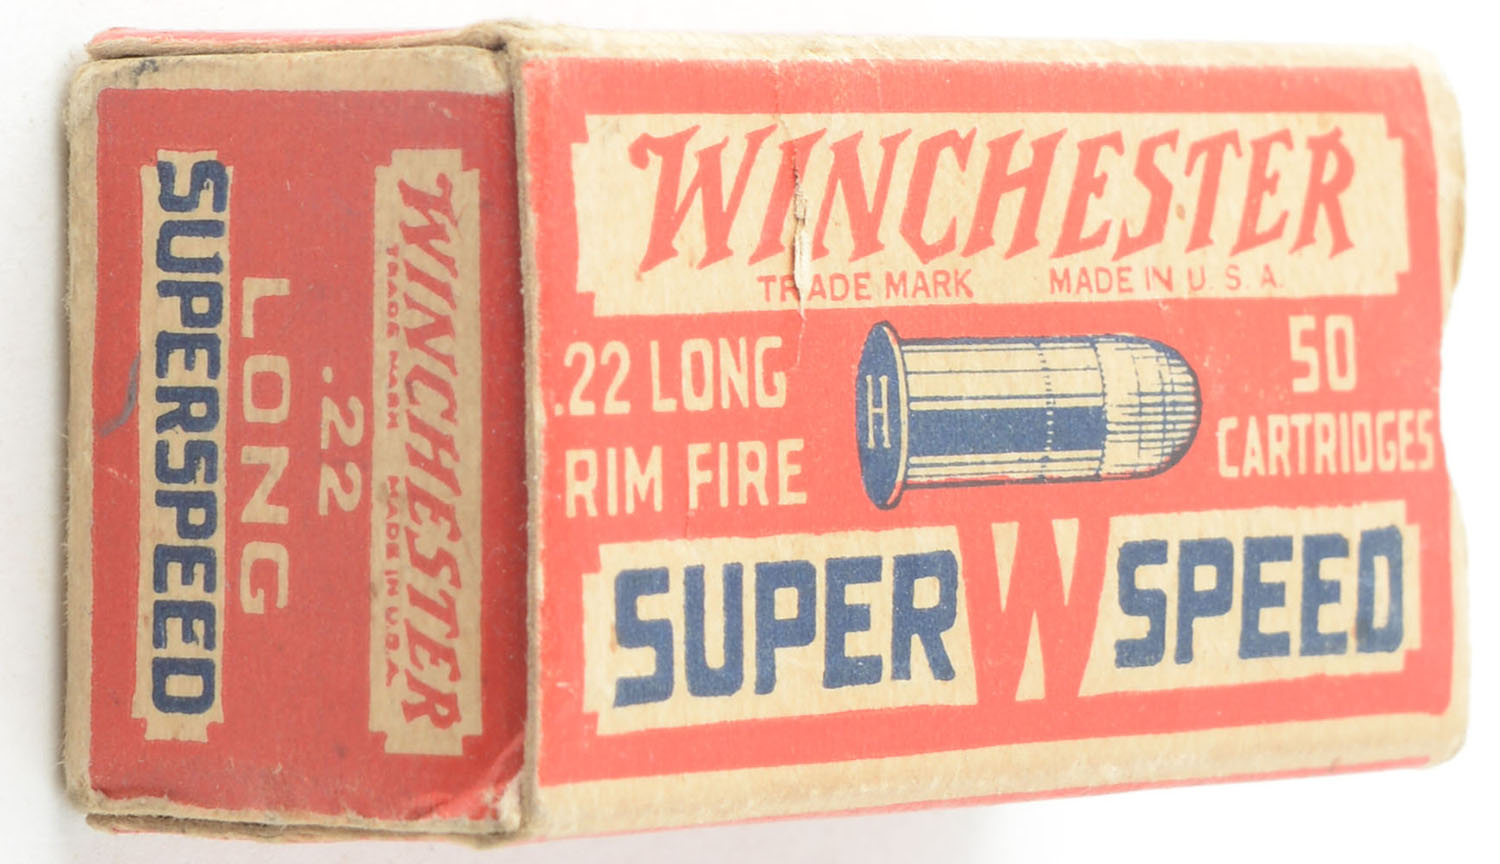 WINCHESTER
TRADE MARK MADE IN U.S.A.
.22 LONG
RIM FIRE
H
50
CARTRIDGES
SUPER W SPEED
WINCHESTER
TRADE MARK MADE IN U.S.A.
.22
LONG
SUPERSPEED